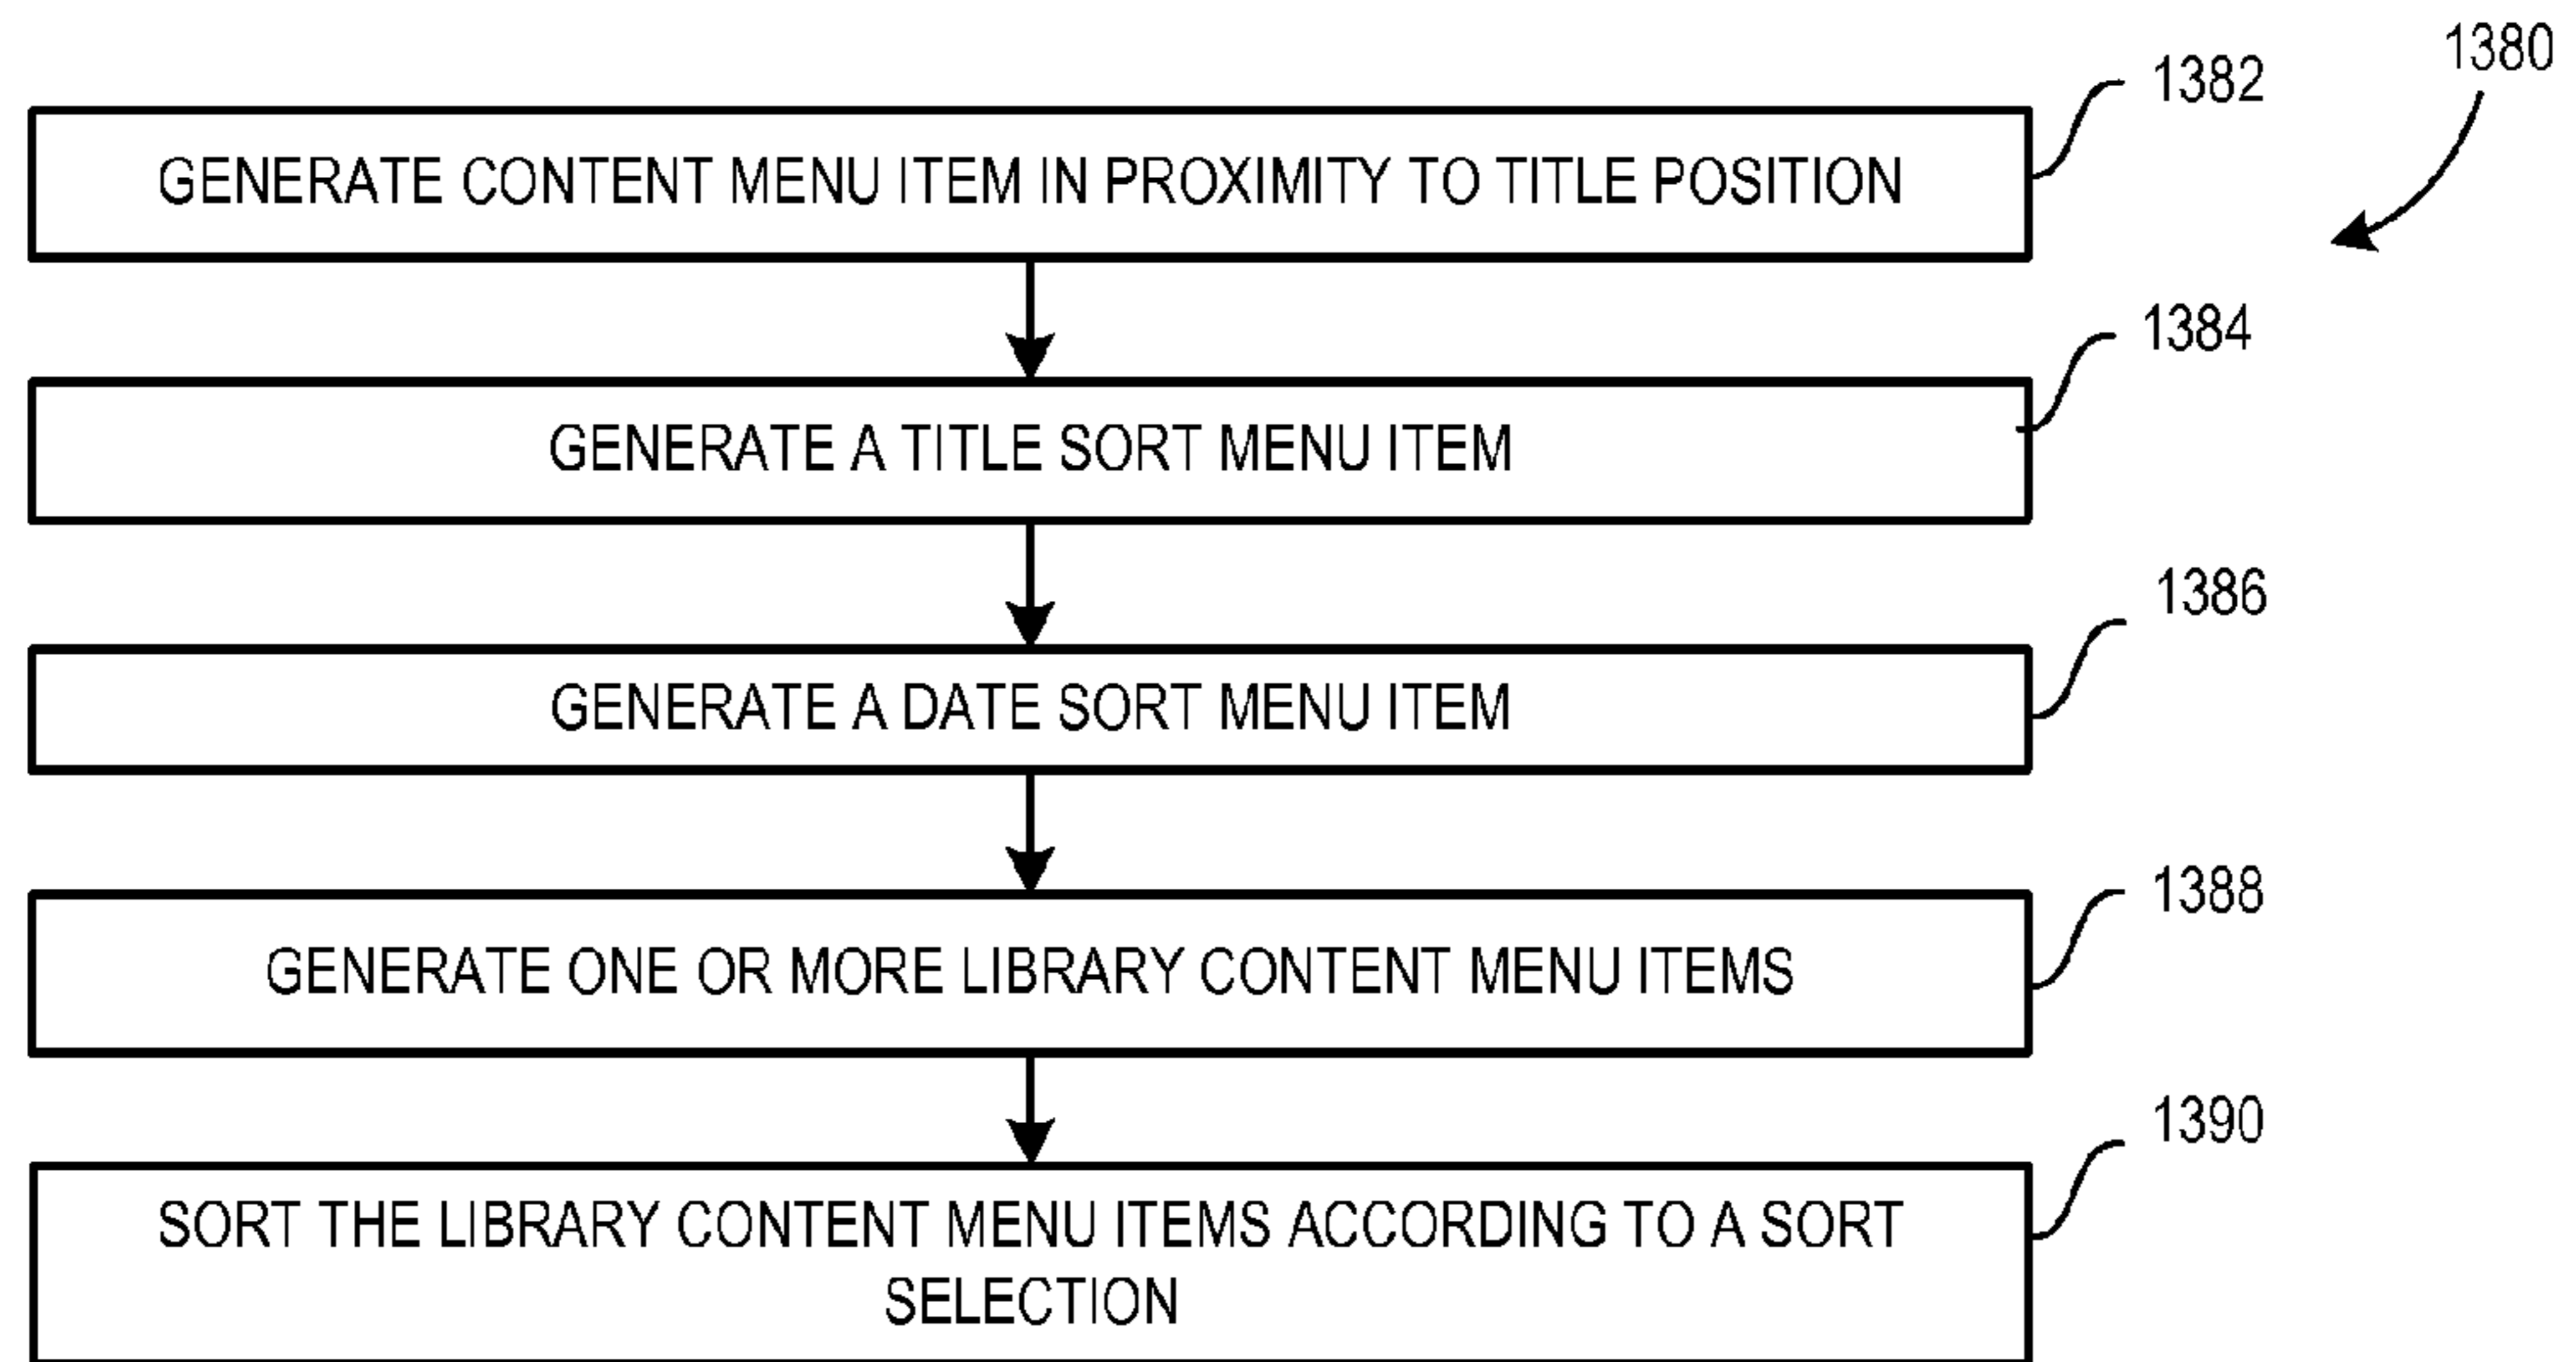 1380
1382
GENERATE CONTENT MENU ITEM IN PROXIMITY TO TITLE POSITION
1384
GENERATE A TITLE SORT MENU ITEM
1386
GENERATE A DATE SORT MENU ITEM
1388
GENERATE ONE OR MORE LIBRARY CONTENT MENU ITEMS
1390
SORT THE LIBRARY CONTENT MENU ITEMS ACCORDING TO A SORT
SELECTION